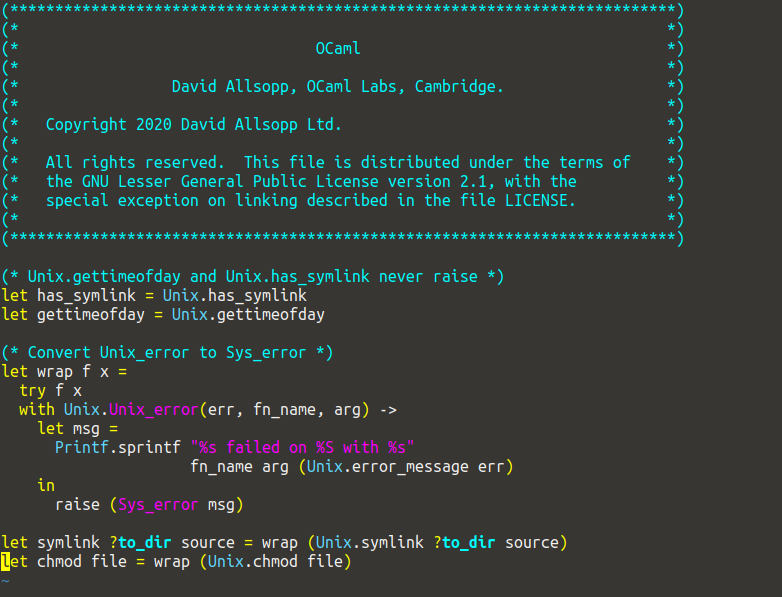 (**************************************************************************)
(*                                                                        *)
(*                                 OCaml                                  *)
(*                                                                        *)
(*                 David Allsopp, OCaml Labs, Cambridge.                  *)
(*                                                                        *)
(*   Copyright 2020 David Allsopp Ltd.                                    *)
(*                                                                        *)
(*   All rights reserved.  This file is distributed under the terms of    *)
(*   the GNU Lesser General Public License version 2.1, with the          *)
(*   special exception on linking described in the file LICENSE.          *)
(*                                                                        *)
(**************************************************************************)

(* Unix.gettimeofday and Unix.has_symlink never raise *)
let has_symlink = Unix.has_symlink
let gettimeofday = Unix.gettimeofday

(* Convert Unix_error to Sys_error *)
let wrap f x =
  try f x
  with Unix.Unix_error(err, fn_name, arg) ->
    let msg =
      Printf.sprintf "%s failed on %S with %s"
                     fn_name arg (Unix.error_message err)
    in
      raise (Sys_error msg)

let symlink ?to_dir source = wrap (Unix.symlink ?to_dir source)
let chmod file = wrap (Unix.chmod file)
~